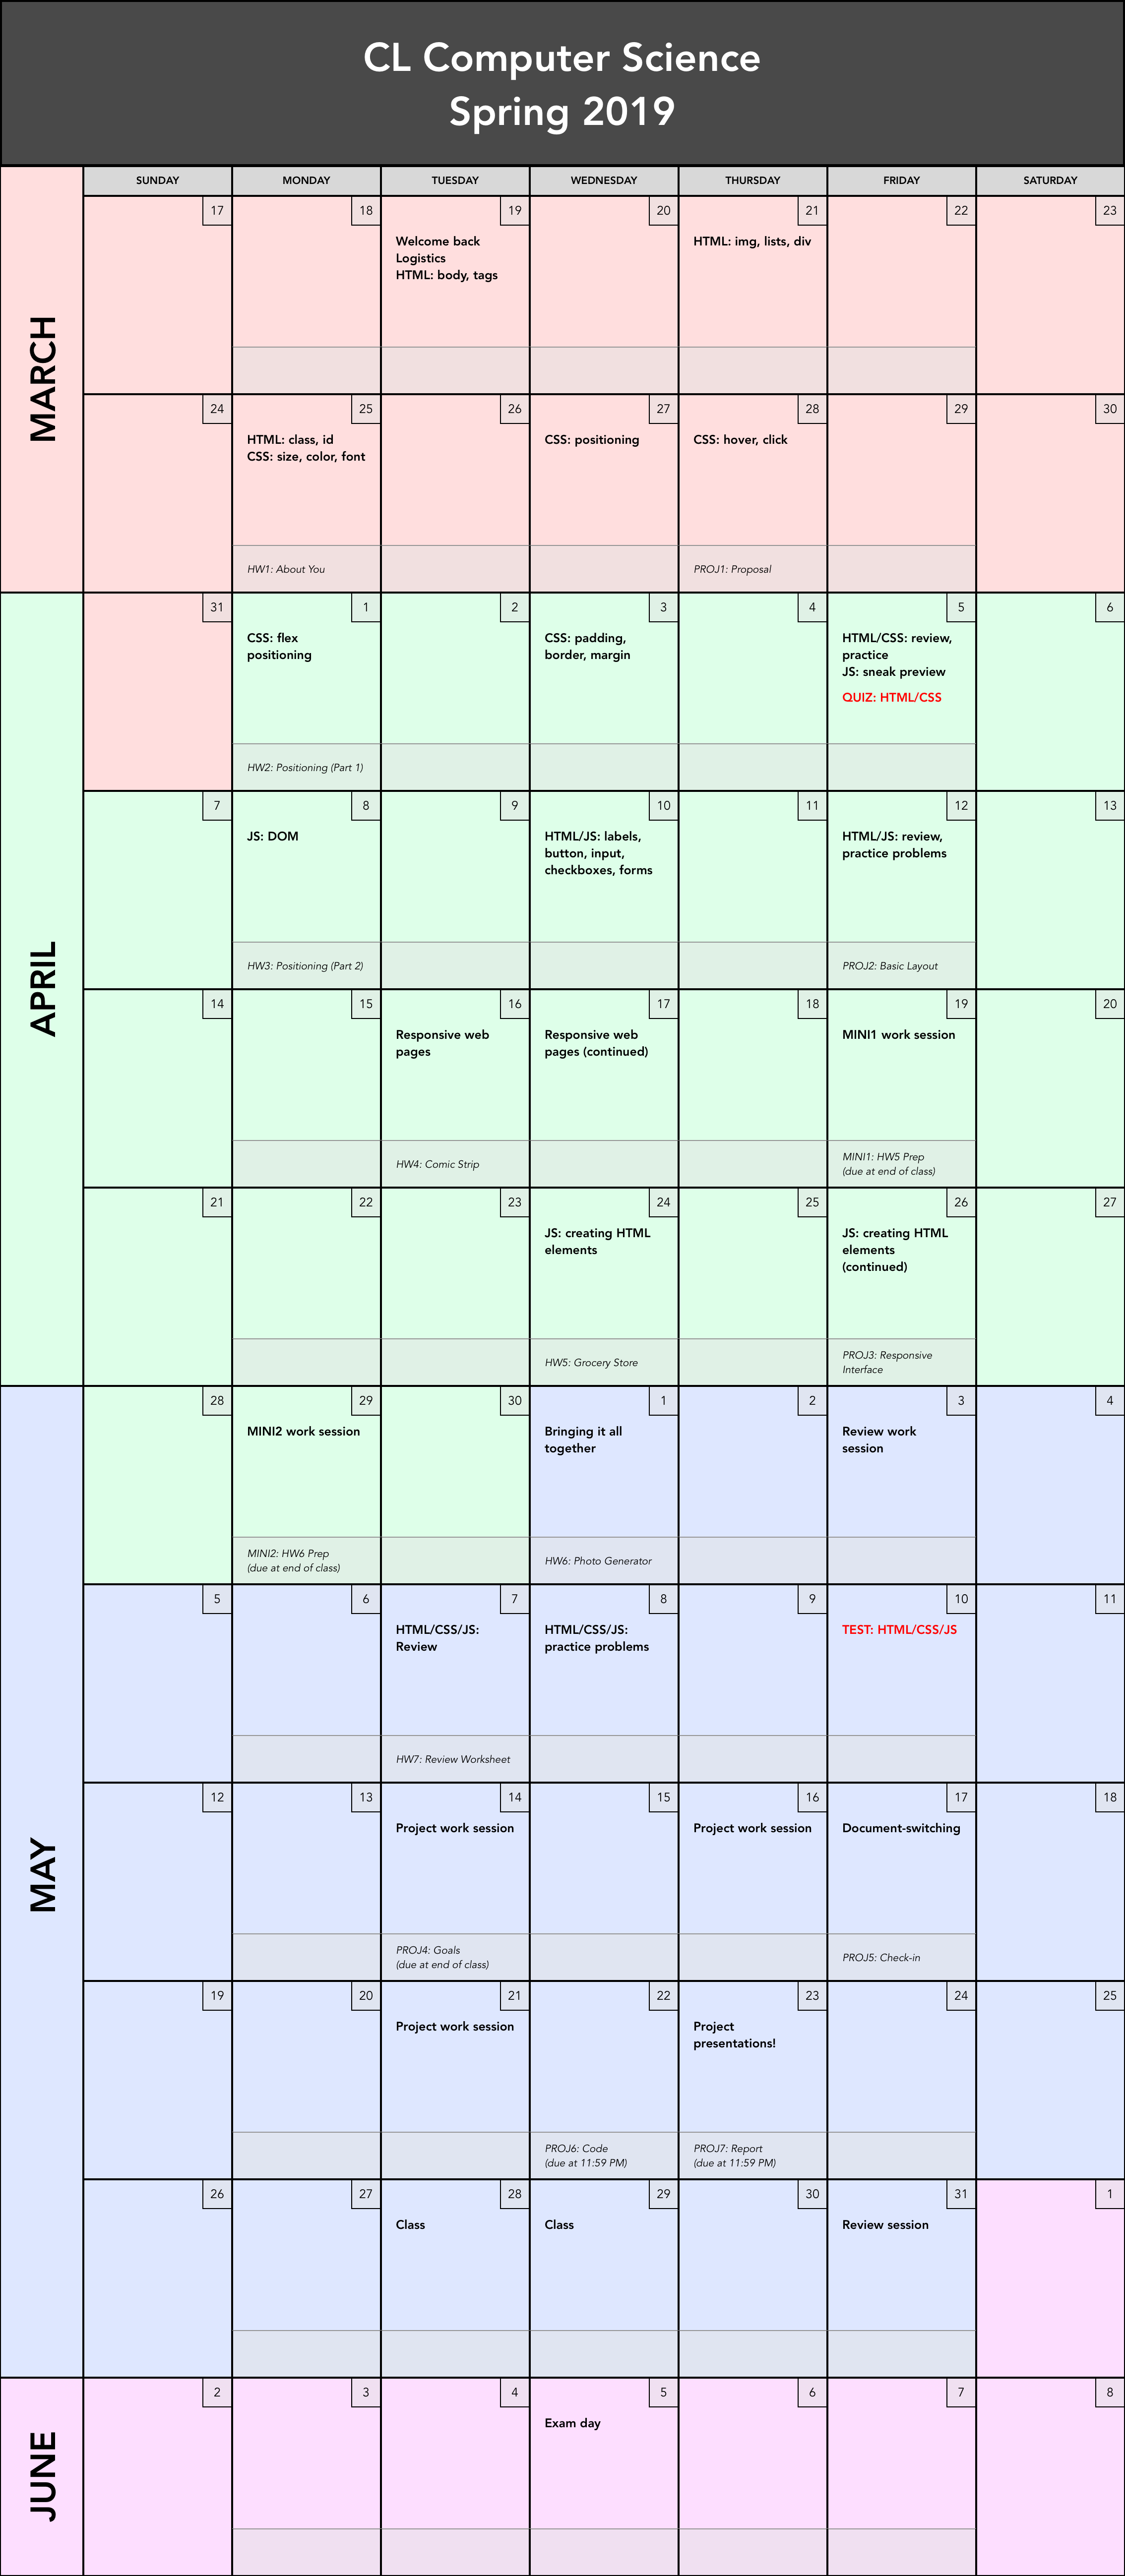 CL Computer Science
Spring 2019
SUNDAY
MONDAY
TUESDAY
WEDNESDAY
THURSDAY
FRIDAY
SATURDAY
MARCH
17
18
19
Welcome back
Logistics
HTML: body, tags
20
21
HTML: img, lists, div
22
23
24
25
HTML: class, id
CSS: size, color, font
HW1: About You
26
27
CSS: positioning
28
CSS: hover, click
PROJ1: Proposal
29
30
APRIL
31
1
CSS: flex
positioning
HW2: Positioning (Part 1)
2
3
CSS: padding,
border, margin
4
5
HTML/CSS: review,
practice
JS: sneak preview
QUIZ: HTML/CSS
6
7
8
JS: DOM
HW3: Positioning (Part 2)
9
10
HTML/JS: labels,
button, input,
checkboxes, forms
11
12
HTML/JS: review,
practice problems
PROJ2: Basic Layout
13
14
15
16
Responsive web
pages
HW4: Comic Strip
17
Responsive web
pages (continued)
18
19
MINI1 work session
MINI1: HW5 Prep
(due at end of class)
20
21
22
23
24
JS: creating HTML
elements
HW5: Grocery Store
25
26
JS: creating HTML
elements
(continued)
PROJ3: Responsive
Interface
27
MAY
28
29
MINI2 work session
MINI2: HW6 Prep
(due at end of class)
30
1
Bringing it all
together
HW6: Photo Generator
2
3
Review work
session
4
5
6
7
HTML/CSS/JS:
Review
HW7: Review Worksheet
8
HTML/CSS/JS:
practice problems
9
10
TEST: HTML/CSS/JS
11
12
13
14
Project work session
PROJ4: Goals
(due at end of class)
15
16
Project work session
17
Document-switching
PROJ5: Check-in
18
19
20
21
Project work session
22
PROJ6: Code
(due at 11:59 PM)
23
Project
presentations!
PROJ7: Report
(due at 11:59 PM)
24
25
26
27
28
Class
29
Class
30
31
Review session
1
JUNE
2
3
4
5
Exam day
6
7
8